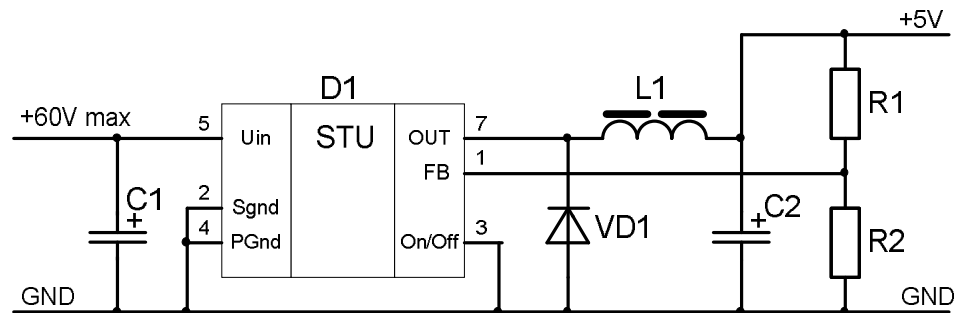 +5V
D1
L1
R1
+60V max
5
Uin
STU
OUT
7
FB
1
C1
+
2
Sgnd
4
PGnd
On/Off
3
VD1
+
C2
R2
GND
GND